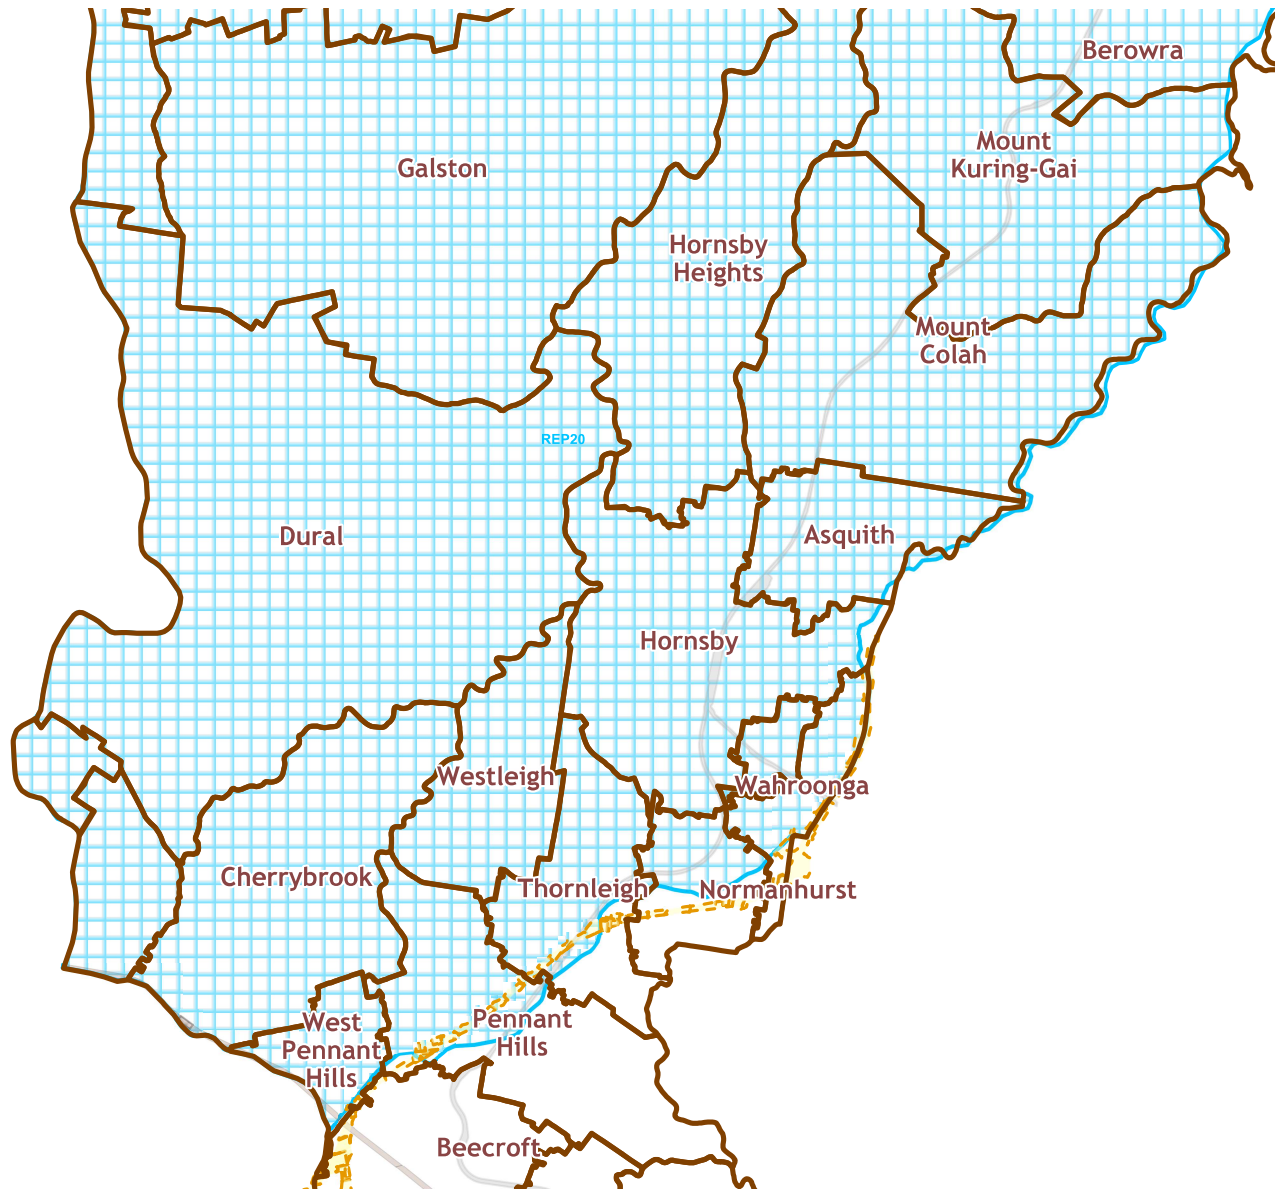 Berowra
Mount
Kuring-Gai
Galston
Hornsby
Heights
Mount
Colah
REP20
Dural
Asquith
Hornsby
Westleigh
Wahroonga
Cherrybrook
Thornleigh
Normanhurst
West
Pennant
Hills
Pennant
Hills
Beecroft